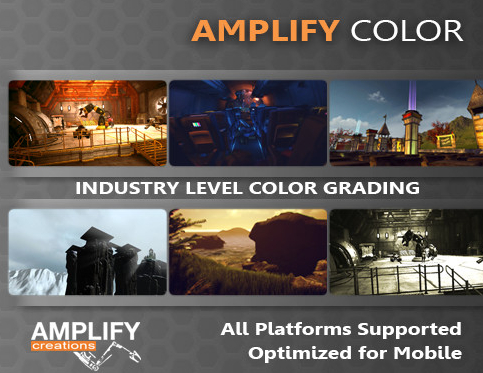 AMPLIFY COLOR
INDUSTRY LEVEL COLOR GRADING
AMPLIFY
creations
All Platforms Supported
Optimized for Mobile